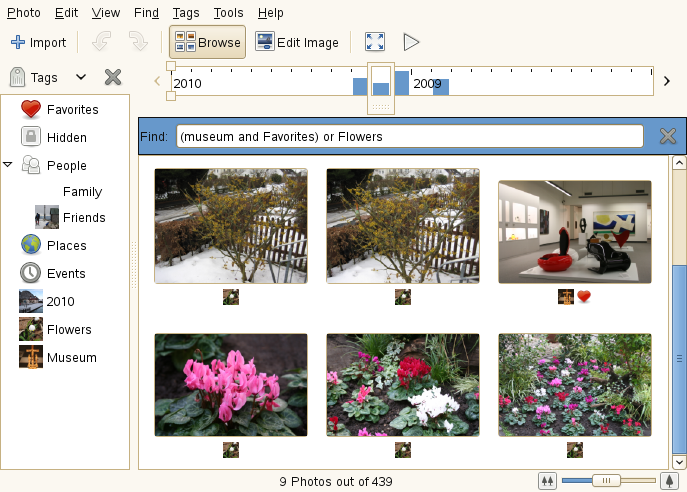 Photo Edit View Find Tags Tools Help
Import Browse Edit Image
Tags
2010 2009
Favorites
Hidden
People
Family
Friends
Places
Events
2010
Flowers
Museum
Find: (museum and Favorites) or Flowers
9 Photos out of 439